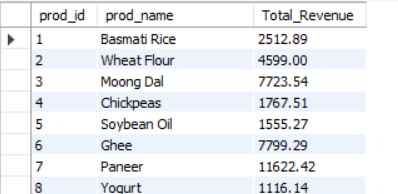 prod_id prod_name Total_Revenue
1 Basmati Rice 2512.89
2 Wheat Flour 4599.00
3 Moong Dal 7723.54
4 Chickpeas 1767.51
5 Soybean Oil 1555.27
6 Ghee 7799.29
7 Paneer 11622.42
8 Yogurt 1116.14